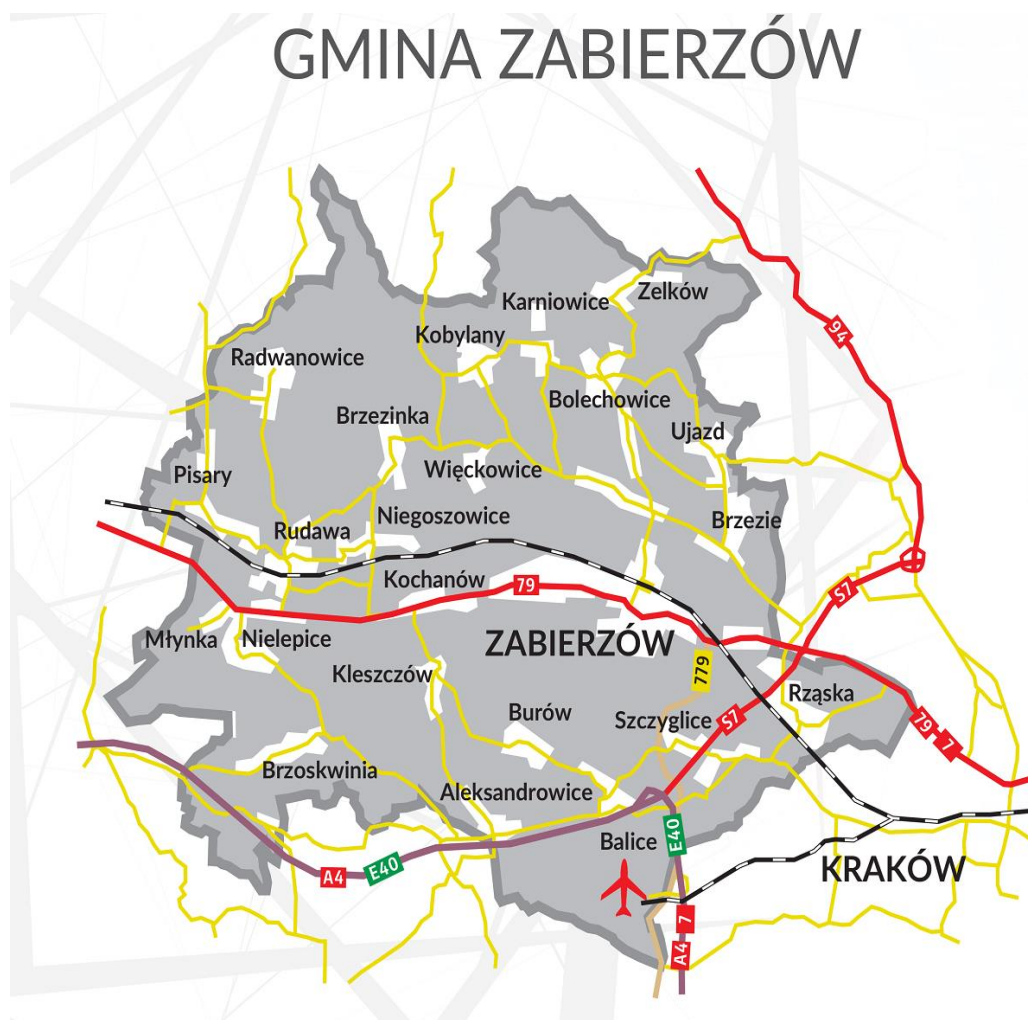 GMINA ZABIERZÓW
Karniowice
Zelków
94
Kobylany
Radwanowice
Bolechowice
Brzezinka
Ujazd
Więckowice
Pisary
Niegoszowice
Brzezie
Rudawa
Kochanów
79
S7
Młynka
Nielepice
ZABIERZÓW
779
Kleszczów
Rząska
Burów
Szczyglice
S7
79
7
Brzoskwinia
Aleksandrowice
Balice
E40
KRAKÓW
A4
E40
7
A4